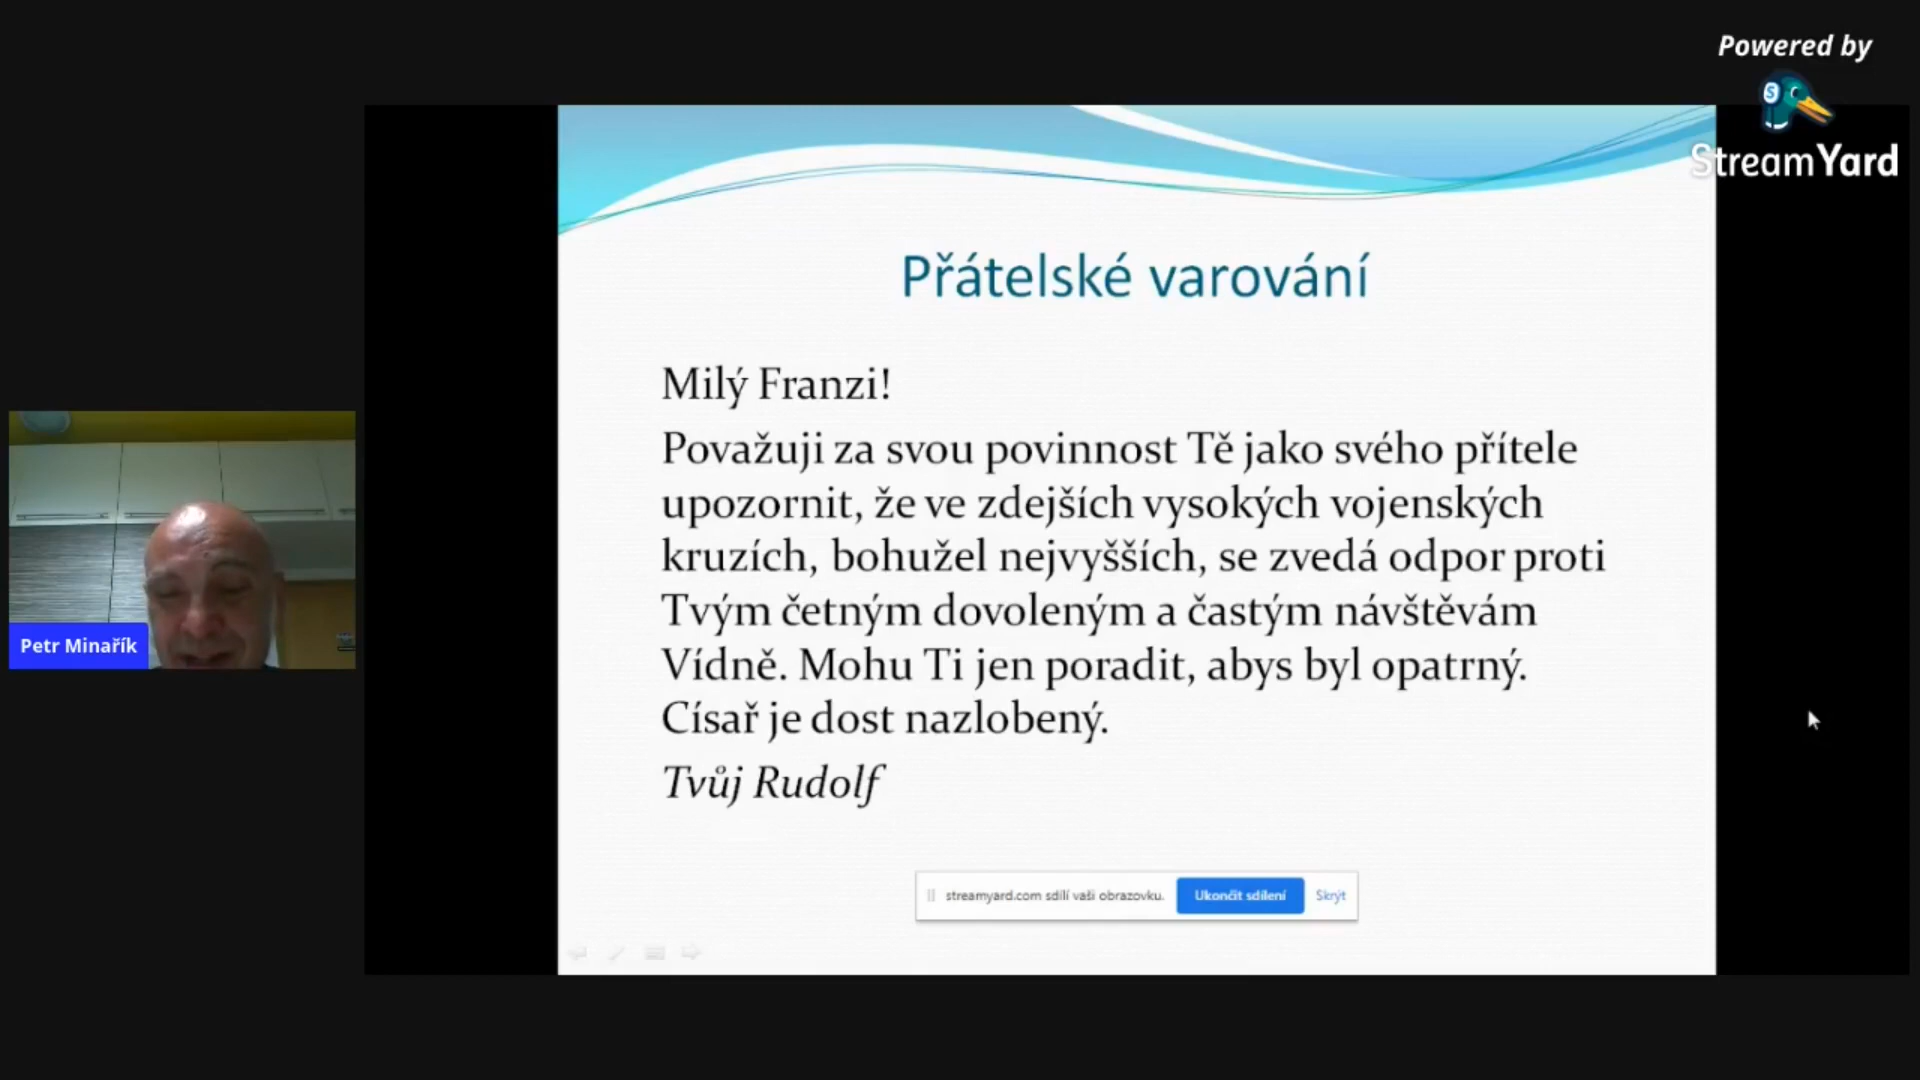 Powered by
StreamYard
Přátelské varování
Milý Franzi!
Považuji za svou povinnost Tě jako svého přítele
upozornit, že ve zdejších vysokých vojenských
kruzích, bohužel nejvyšších, se zvedá odpor proti
Tvým četným dovoleným a častým návštěvám
Vídně. Mohu Ti jen poradit, abys byl opatrný.
Císař je dost nazlobený.
Tvůj Rudolf
Petr Minařík
streamyard.com sdílí vaši obrazovku. Ukončit sdílení Skrýt